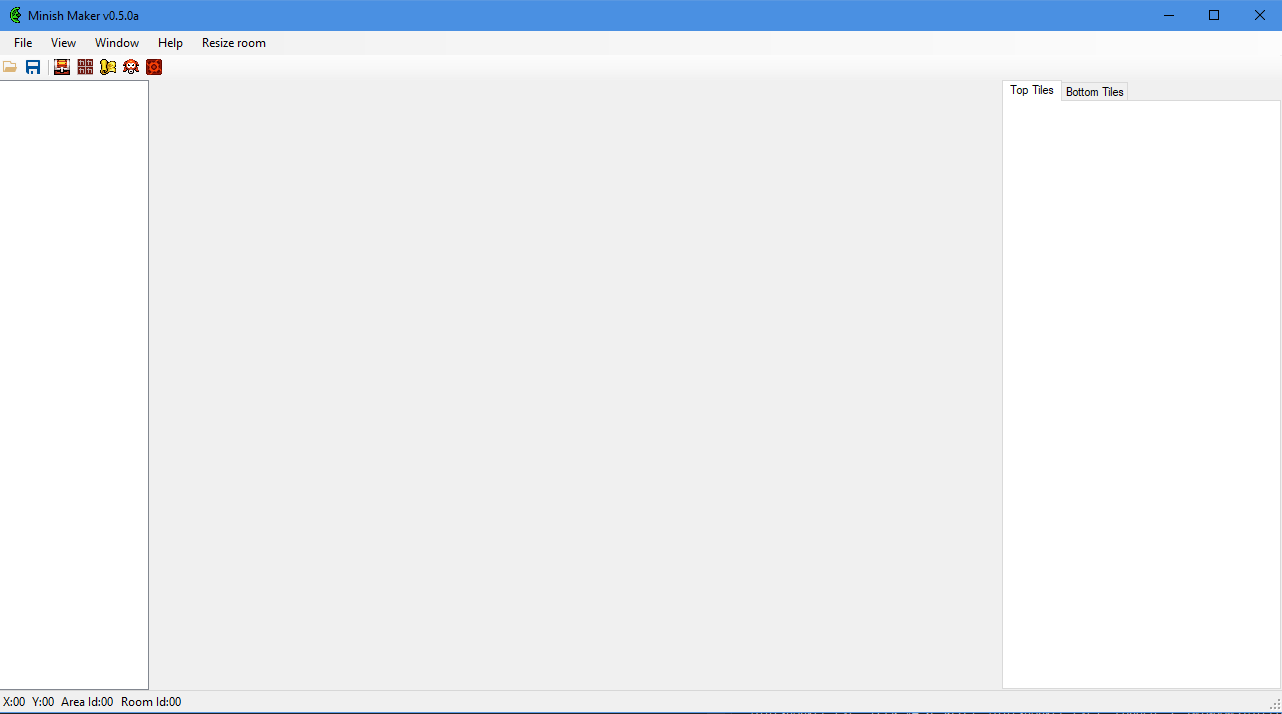 Minish Maker v0.5.0a
File View Window Help Resize room
Top Tiles Bottom Tiles
X:00 Y:00 Area Id:00 Room Id:00